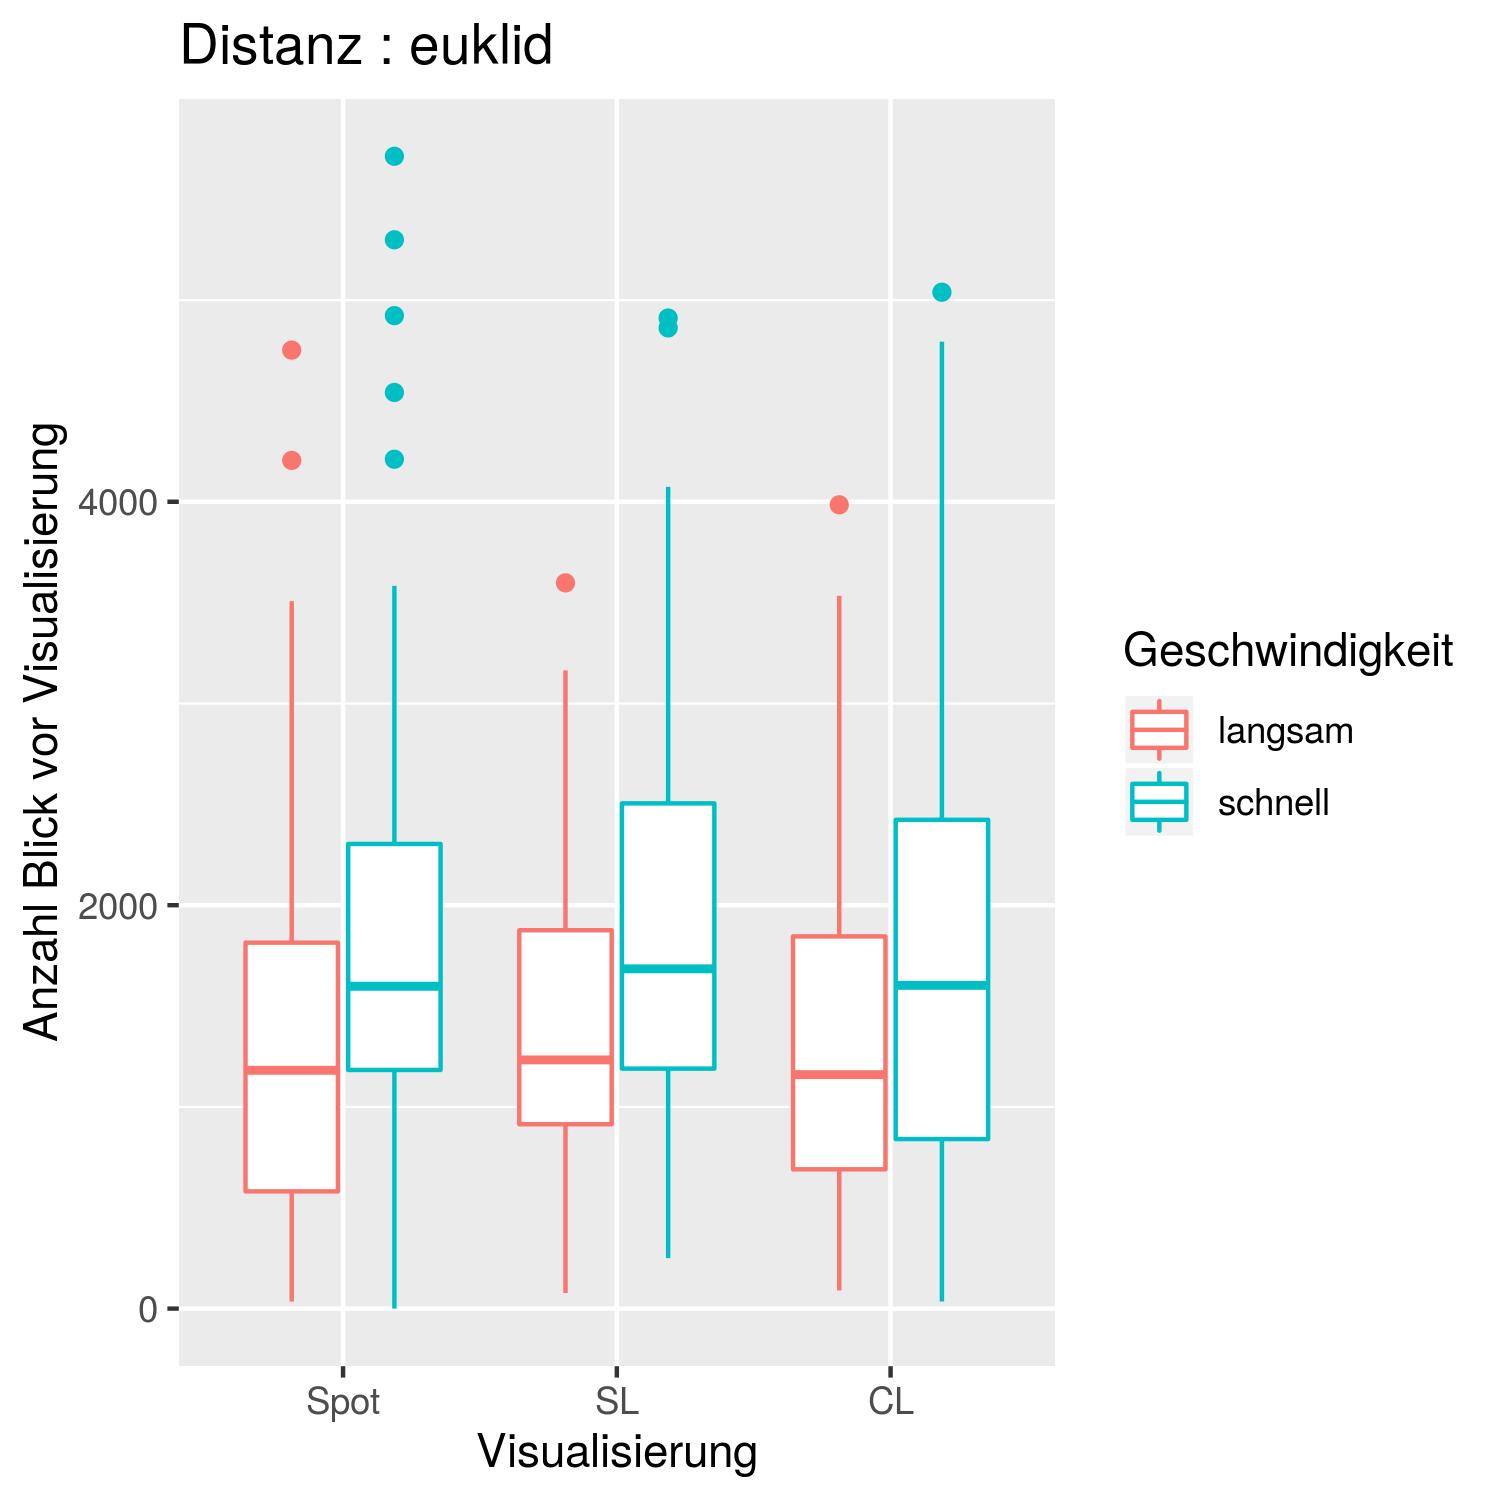 Distanz : euklid
Anzahl Blick vor Visualisierung
4000
2000
0
Spot
SL
CL
Visualisierung
Geschwindigkeit
langsam
schnell